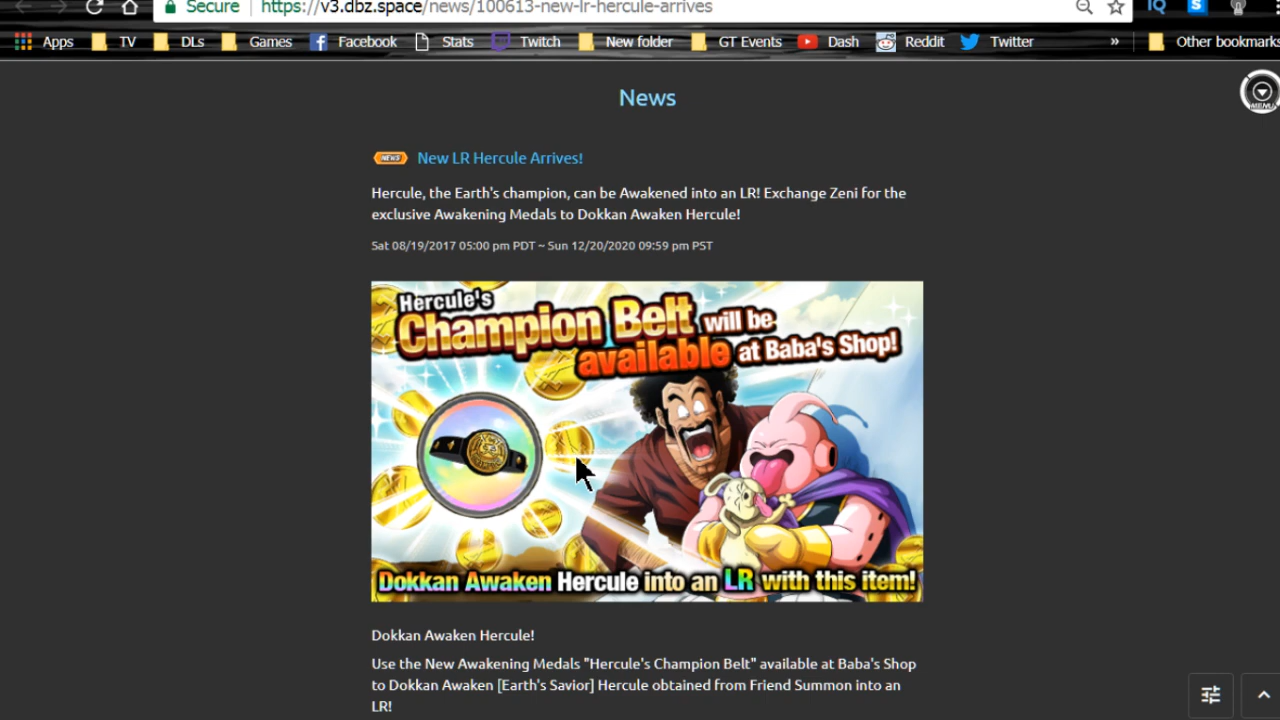 Secure https://v3.dbz.space/news/100613-new-lr-hercule-arrives
Apps TV DLs Games Facebook Stats Twitch New folder GT Events Dash Reddit Twitter » Other bookmarks
News
MENU
NEWS New LR Hercule Arrives!
Hercule, the Earth's champion, can be Awakened into an LR! Exchange Zeni for the
exclusive Awakening Medals to Dokkan Awaken Hercule!
Sat 08/19/2017 05:00 pm PDT ~ Sun 12/20/2020 09:59 pm PST
Hercule's
Champion Belt will be
available at Baba's Shop!
Dokkan Awaken Hercule into an LR with this item!
Dokkan Awaken Hercule!
Use the New Awakening Medals "Hercule's Champion Belt" available at Baba's Shop
to Dokkan Awaken [Earth's Savior] Hercule obtained from Friend Summon into an
LR!